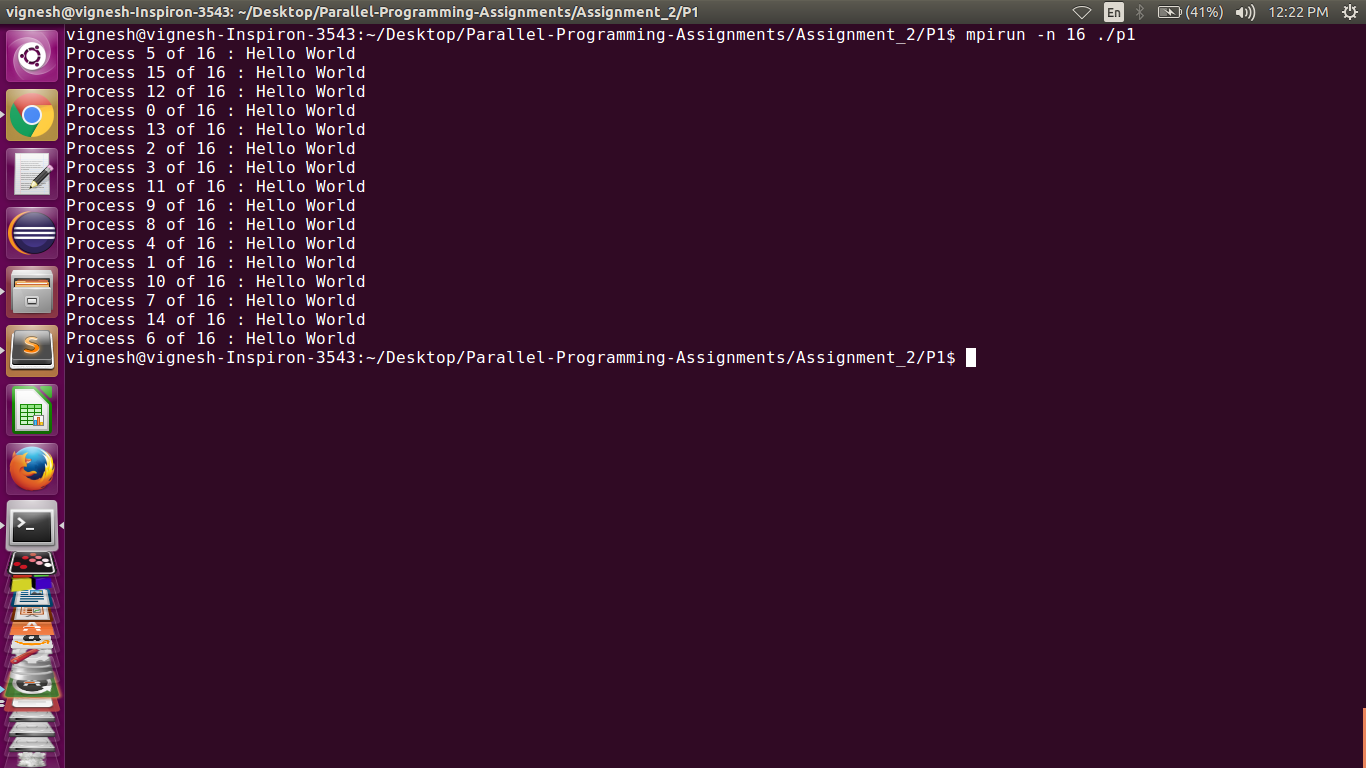 vignesh@vignesh-Inspiron-3543: ~/Desktop/Parallel-Programming-Assignments/Assignment_2/P1
En (41%) 12:22 PM
vignesh@vignesh-Inspiron-3543:~/Desktop/Parallel-Programming-Assignments/Assignment_2/P1$ mpirun -n 16 ./p1
Process 5 of 16 : Hello World
Process 15 of 16 : Hello World
Process 12 of 16 : Hello World
Process 0 of 16 : Hello World
Process 13 of 16 : Hello World
Process 2 of 16 : Hello World
Process 3 of 16 : Hello World
Process 11 of 16 : Hello World
Process 9 of 16 : Hello World
Process 8 of 16 : Hello World
Process 4 of 16 : Hello World
Process 1 of 16 : Hello World
Process 10 of 16 : Hello World
Process 7 of 16 : Hello World
Process 14 of 16 : Hello World
Process 6 of 16 : Hello World
vignesh@vignesh-Inspiron-3543:~/Desktop/Parallel-Programming-Assignments/Assignment_2/P1$